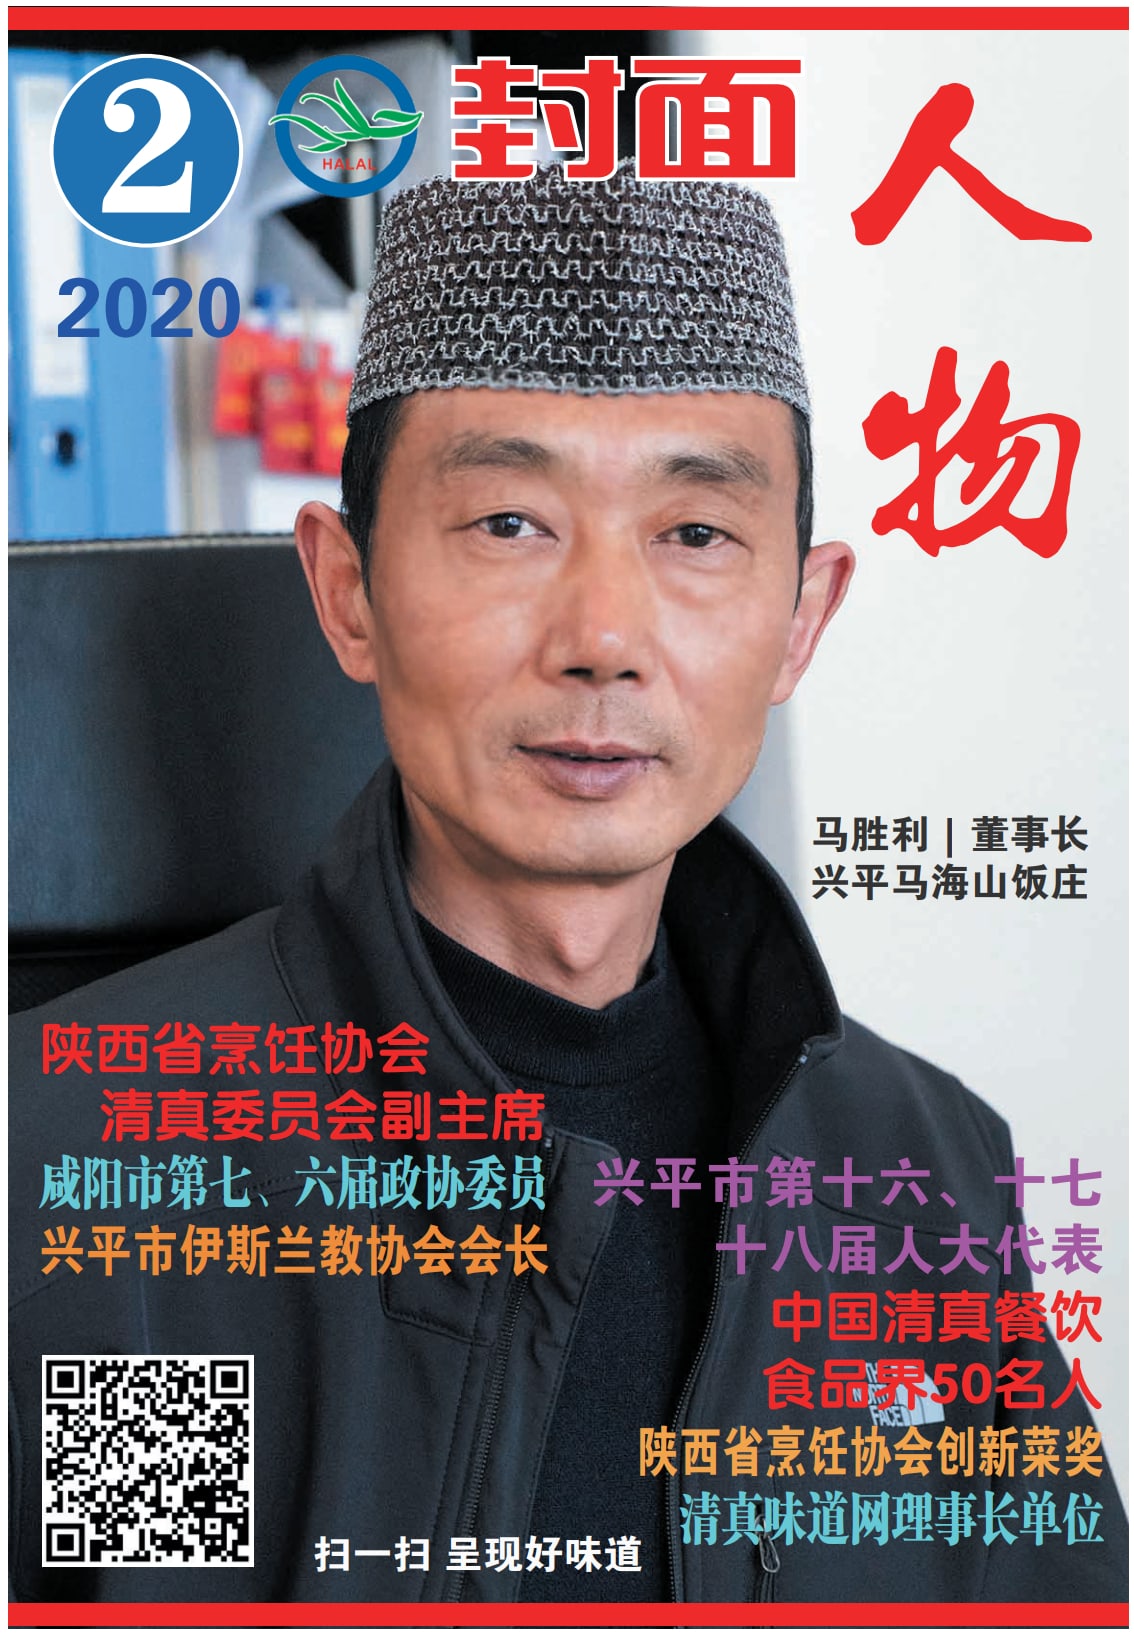 2
2020
HALAL
封面
人物
马胜利 | 董事长
兴平马海山饭庄
陕西省烹饪协会
清真委员会副主席
咸阳市第七、六届政协委员
兴平市伊斯兰教协会会长
兴平市第十六、十七
十八届人大代表
中国清真餐饮
食品界50名人
THE NORTH FACE
陕西省烹饪协会创新菜奖
清真味道网理事长单位
扫一扫 呈现好味道